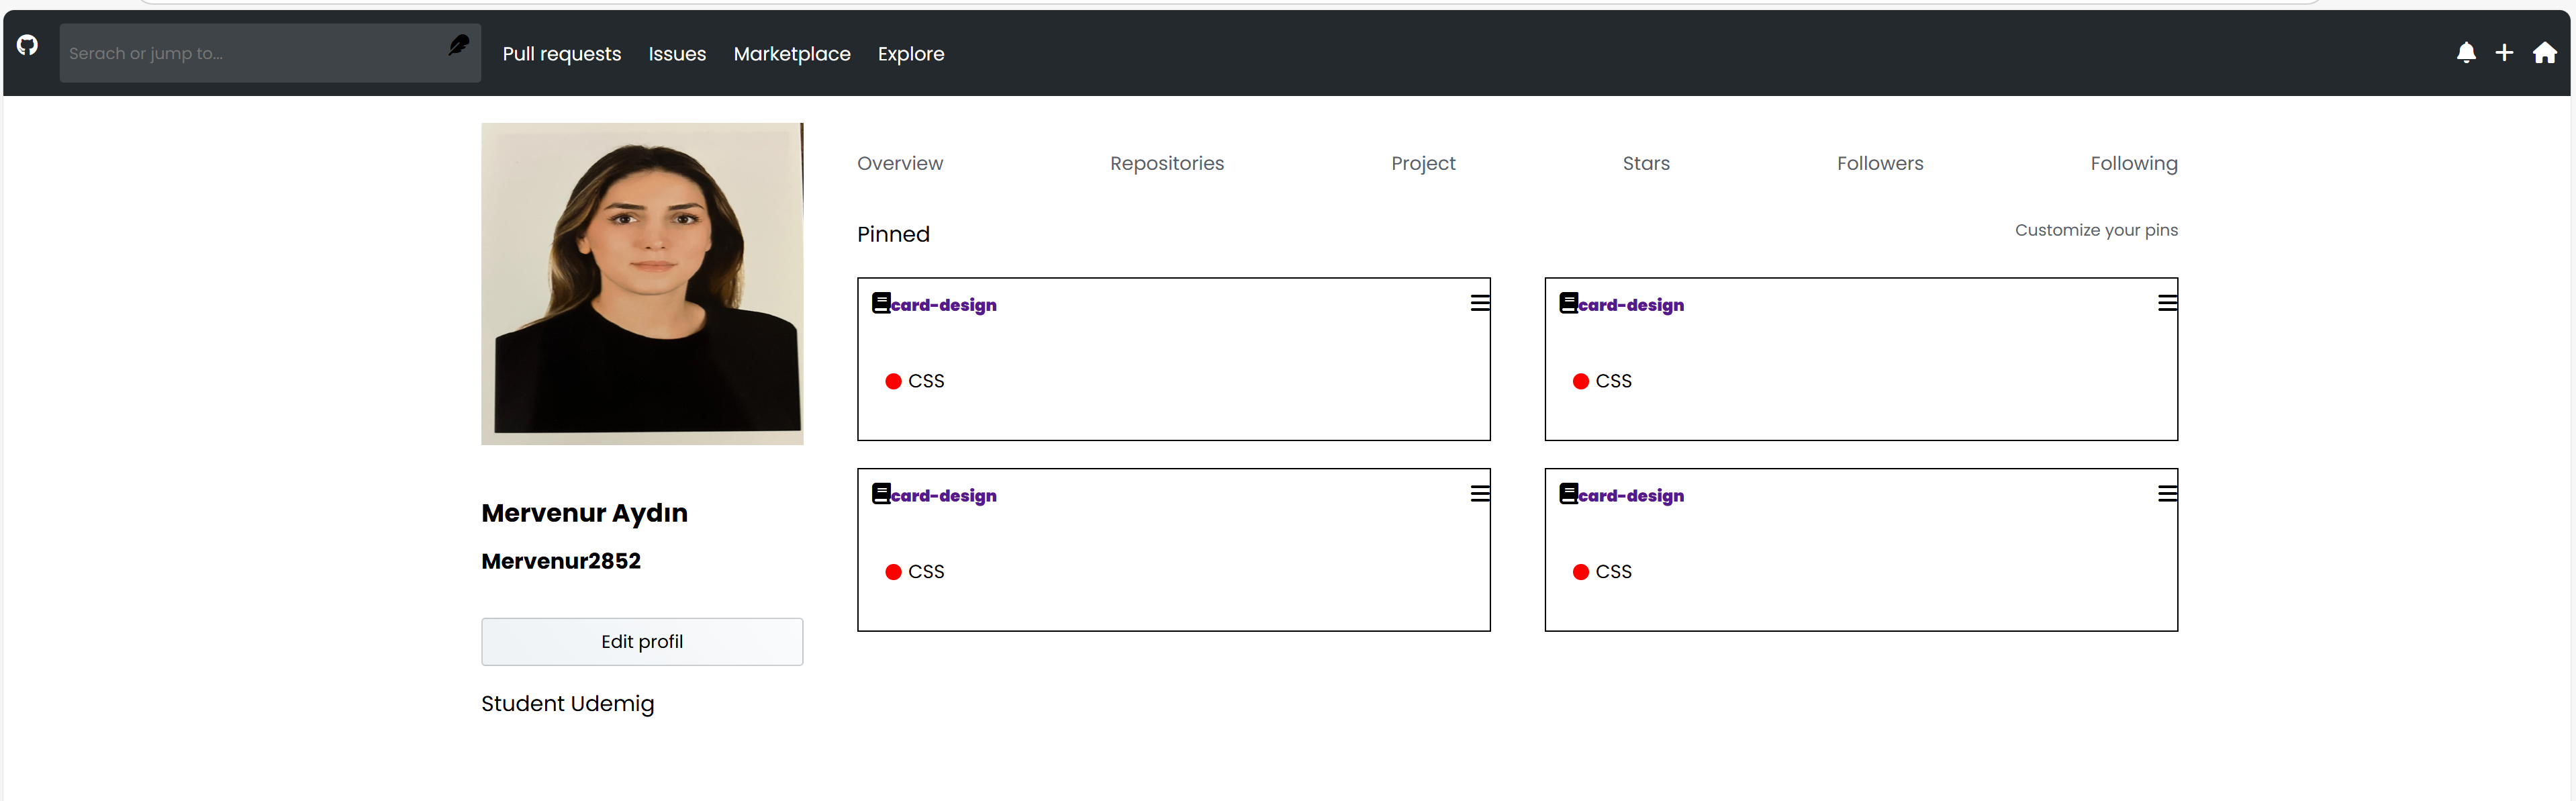 Serach or jump to...
Pull requests Issues Marketplace Explore
Overview Repositories Project Stars Followers Following
Pinned Customize your pins
card-design card-design
CSS CSS
card-design card-design
CSS CSS
Mervenur Aydın
Mervenur2852
Edit profil
Student Udemig